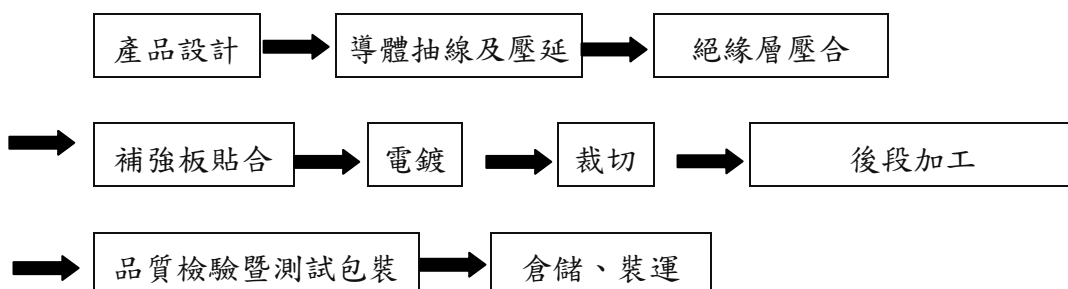 產品設計 導體抽線及壓延 絕緣層壓合
補強板貼合 電鍍 裁切 後段加工
品質檢驗暨測試包裝 倉儲、裝運